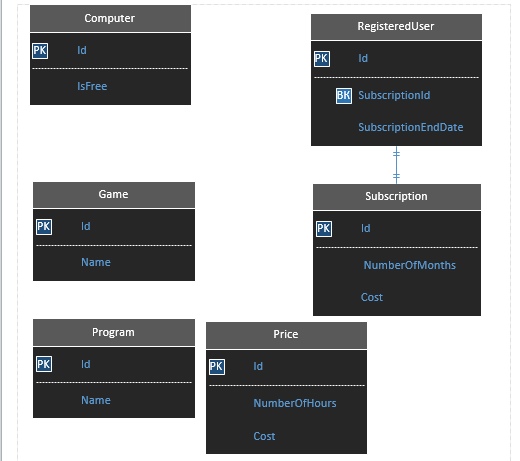 Computer
PK Id
IsFree
RegisteredUser
PK Id
ВК SubscriptionId
SubscriptionEndDate
Game
PK Id
Name
Subscription
PK Id
NumberOfMonths
Cost
Program
PK Id
Name
Price
PK Id
NumberOfHours
Cost